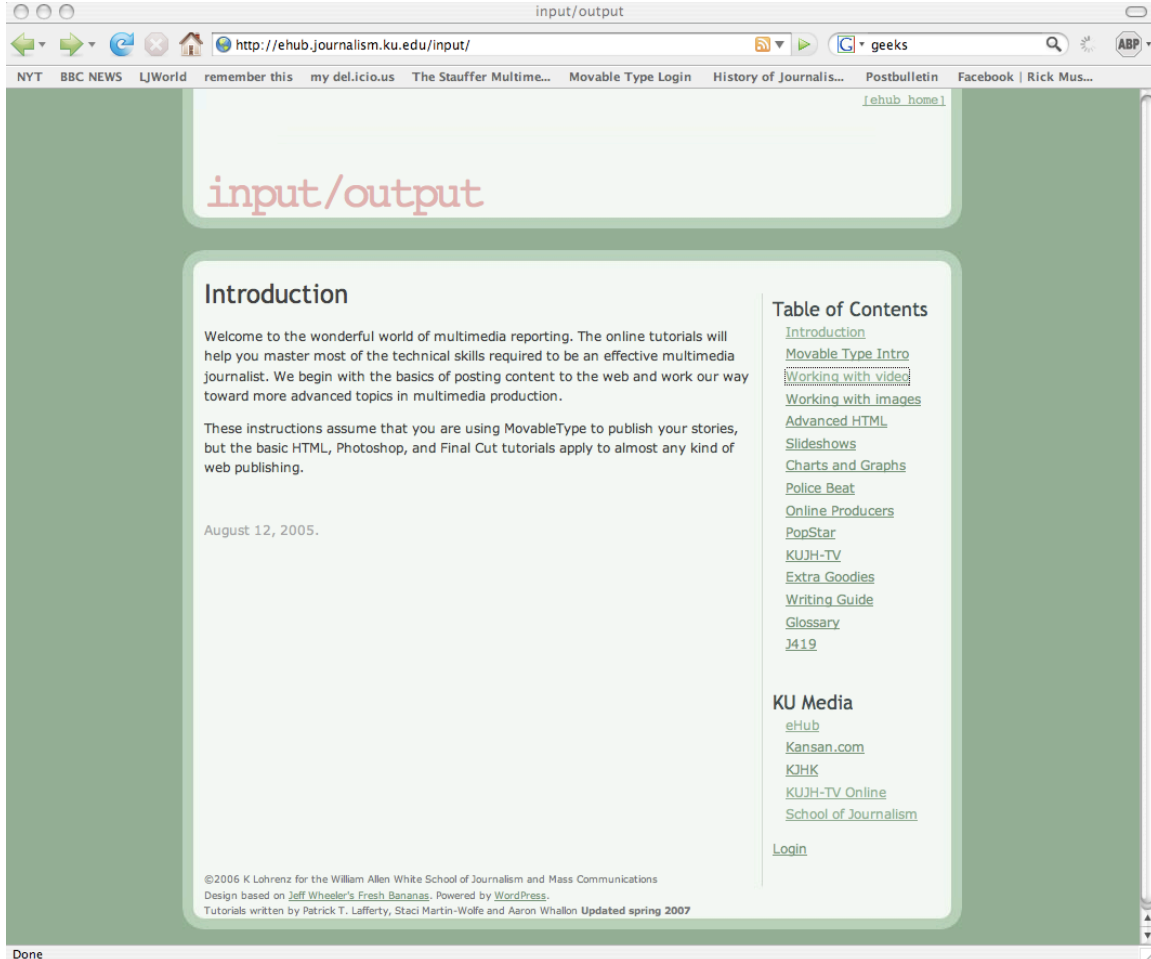 input/output
http://ehub.journalism.ku.edu/input/
G geeks
ABP
NYT BBC NEWS LJWorld remember this my del.icio.us The Stauffer Multime... Movable Type Login History of Journalis... Postbulletin Facebook | Rick Mus...
[ehub home]
input/output
Introduction
Welcome to the wonderful world of multimedia reporting. The online tutorials will
help you master most of the technical skills required to be an effective multimedia
journalist. We begin with the basics of posting content to the web and work our way
toward more advanced topics in multimedia production.
These instructions assume that you are using MovableType to publish your stories,
but the basic HTML, Photoshop, and Final Cut tutorials apply to almost any kind of
web publishing.
August 12, 2005.
Table of Contents
Introduction
Movable Type Intro
Working with video
Working with images
Advanced HTML
Slideshows
Charts and Graphs
Police Beat
Online Producers
PopStar
KUJH-TV
Extra Goodies
Writing Guide
Glossary
J419
KU Media
eHub
Kansan.com
KJHK
KUJH-TV Online
School of Journalism
Login
©2006 K Lohrenz for the William Allen White School of Journalism and Mass Communications
Design based on Jeff Wheeler's Fresh Bananas. Powered by WordPress.
Tutorials written by Patrick T. Lafferty, Staci Martin-Wolfe and Aaron Whallon Updated spring 2007
Done